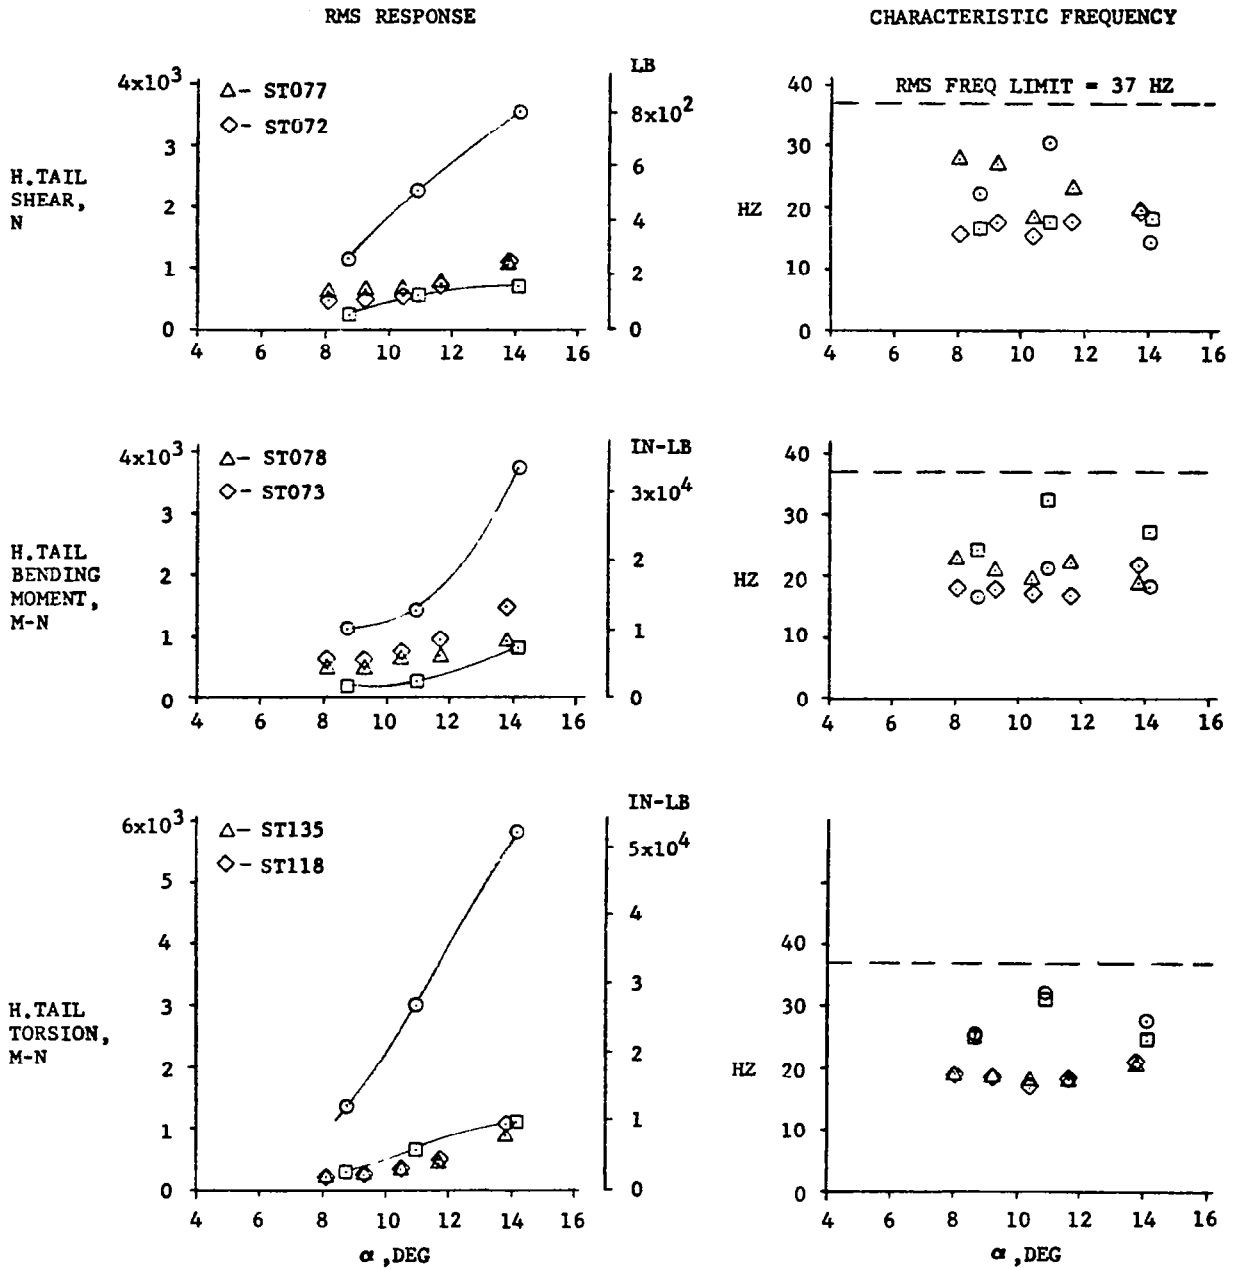 RMS RESPONSE
CHARACTERISTIC FREQUENCY
H.TAIL
SHEAR,
N
4x10³
3
2
1
0
4 6 8 10 12 14 16
△- ST077
◇- ST072
LB
8x10²
6
4
2
0
HZ
40
30
20
10
0
4 6 8 10 12 14 16
RMS FREQ LIMIT = 37 HZ
H.TAIL
BENDING
MOMENT,
M-N
4x10³
3
2
1
0
4 6 8 10 12 14 16
△- ST078
◇- ST073
IN-LB
3x10⁴
2
1
0
HZ
40
30
20
10
0
4 6 8 10 12 14 16
H.TAIL
TORSION,
M-N
6x10³
5
4
3
2
1
0
4 6 8 10 12 14 16
α ,DEG
△- ST135
◇- ST118
IN-LB
5x10⁴
4
3
2
1
0
HZ
40
30
20
10
0
4 6 8 10 12 14 16
α ,DEG